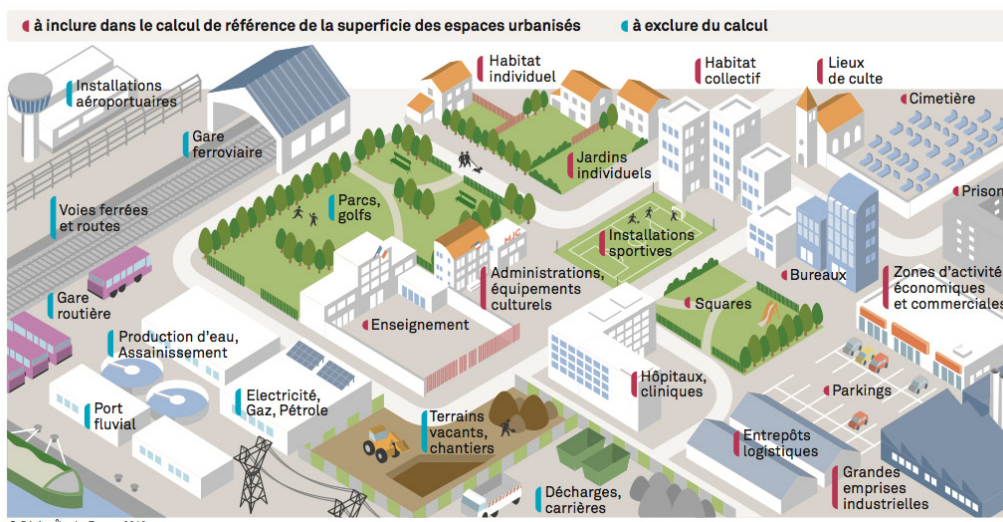 à inclure dans le calcul de référence de la superficie des espaces urbanisés
à exclure du calcul
Installations
aéroportuaires
Gare
ferroviaire
Voies ferrées
et routes
Gare
routière
Production d'eau,
Assainissement
Port
fluvial
Electricité,
Gaz, Pétrole
Parcs,
golfs
Habitat
individuel
Jardins
individuels
Habitat
collectif
Lieux
de culte
Cimetière
Prison
Installations
sportives
Administrations,
équipements
culturels
MJC
Enseignement
Bureaux
Squares
Zones d'activité
économiques
et commerciales
Hôpitaux,
cliniques
Parkings
Terrains
vacants,
chantiers
Entrepôts
logistiques
Grandes
emprises
industrielles
Décharges,
carrières